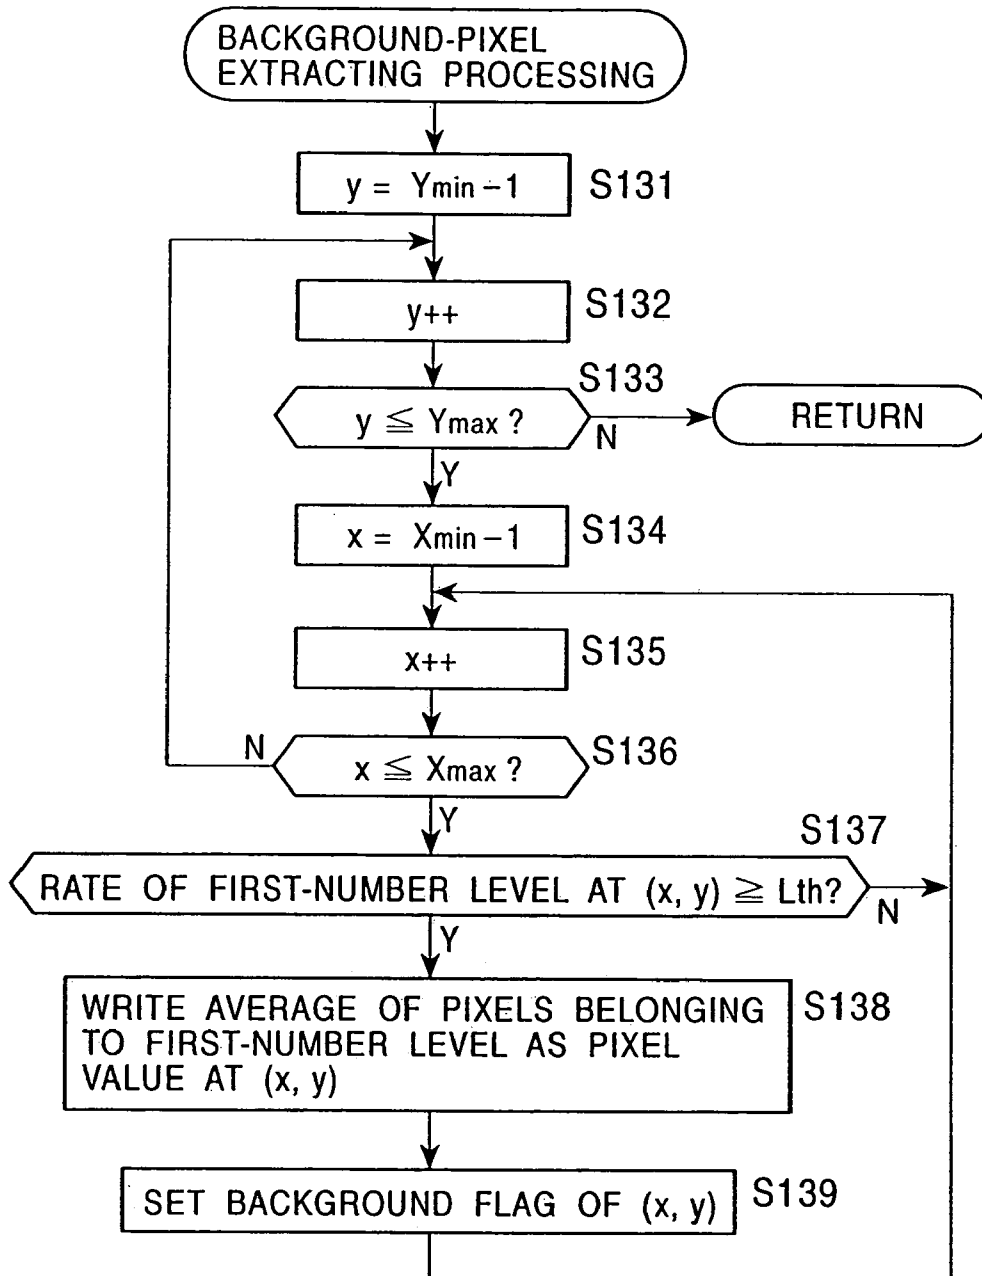 BACKGROUND-PIXEL
EXTRACTING PROCESSING
y = Ymin −1
S131
y++
S132
y ≦ Ymax ?
S133
N
RETURN
Y
x = Xmin −1
S134
x++
S135
x ≦ Xmax ?
S136
N
Y
RATE OF FIRST-NUMBER LEVEL AT (x, y) ≧ Lth?
S137
N
Y
WRITE AVERAGE OF PIXELS BELONGING
TO FIRST-NUMBER LEVEL AS PIXEL
VALUE AT (x, y)
S138
SET BACKGROUND FLAG OF (x, y)
S139